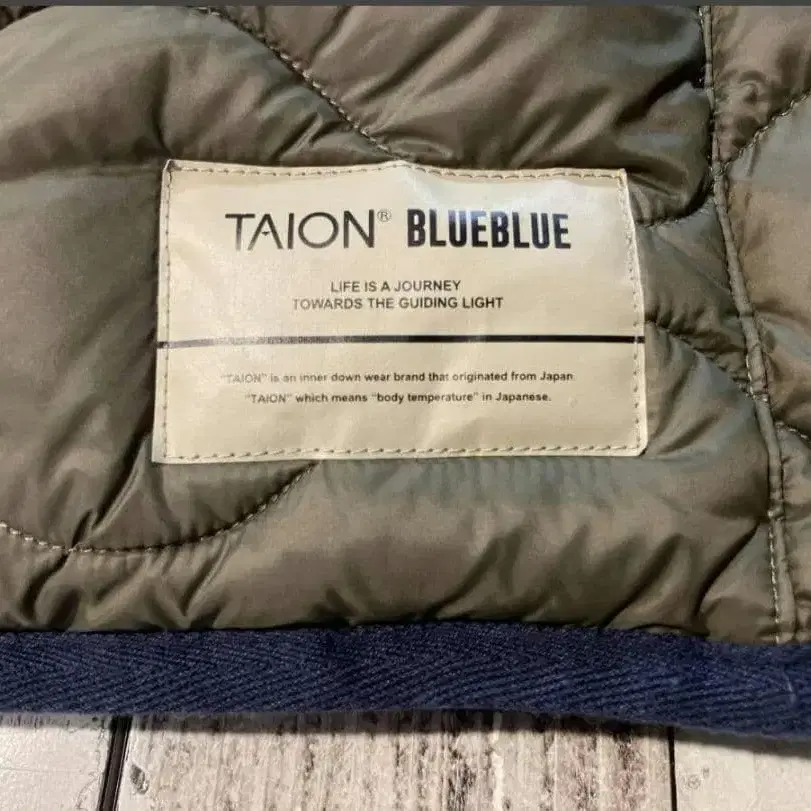 TAION® BLUEBLUE
LIFE IS A JOURNEY
TOWARDS THE GUIDING LIGHT
"TAION" is an inner down wear brand that originated from Japan
"TAION" which means "body temperature" in Japanese.